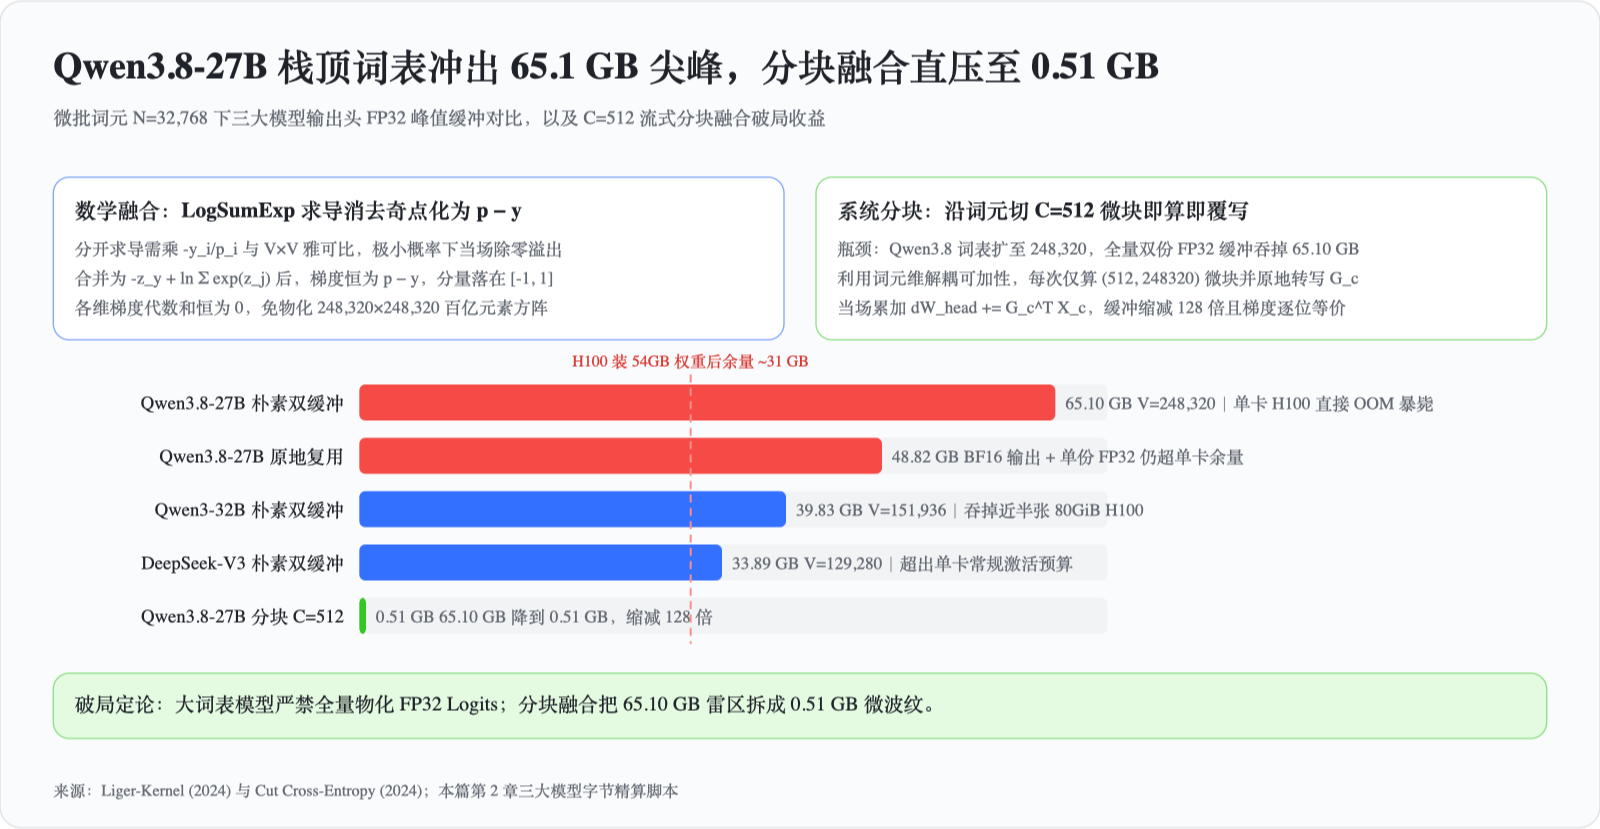 Qwen3.8-27B 栈顶词表冲出 65.1 GB 尖峰，分块融合直压至 0.51 GB
微批词元 N=32,768 下三大模型输出头 FP32 峰值缓冲对比，以及 C=512 流式分块融合破局收益
数学融合：LogSumExp 求导消去奇点化为 p − y
分开求导需乘 -y_i/p_i 与 V×V 雅可比，极小概率下当场除零溢出
合并为 -z_y + ln Σ exp(z_j) 后，梯度恒为 p − y，分量落在 [-1, 1]
各维梯度代数和恒为 0，免物化 248,320×248,320 百亿元素方阵
系统分块：沿词元切 C=512 微块即算即覆写
瓶颈：Qwen3.8 词表扩至 248,320，全量双份 FP32 缓冲吞掉 65.10 GB
利用词元维解耦可加性，每次仅算 (512, 248320) 微块并原地转写 G_c
当场累加 dW_head += G_c^T X_c，缓冲缩减 128 倍且梯度逐位等价
H100 装 54GB 权重后余量 ~31 GB
Qwen3.8-27B 朴素双缓冲
65.10 GB V=248,320｜单卡 H100 直接 OOM 暴毙
Qwen3.8-27B 原地复用
48.82 GB BF16 输出 + 单份 FP32 仍超单卡余量
Qwen3-32B 朴素双缓冲
39.83 GB V=151,936｜吞掉近半张 80GiB H100
DeepSeek-V3 朴素双缓冲
33.89 GB V=129,280｜超出单卡常规激活预算
Qwen3.8-27B 分块 C=512
0.51 GB 65.10 GB 降到 0.51 GB，缩减 128 倍
破局定论：大词表模型严禁全量物化 FP32 Logits；分块融合把 65.10 GB 雷区拆成 0.51 GB 微波纹。
来源：Liger-Kernel (2024) 与 Cut Cross-Entropy (2024)；本篇第 2 章三大模型字节精算脚本